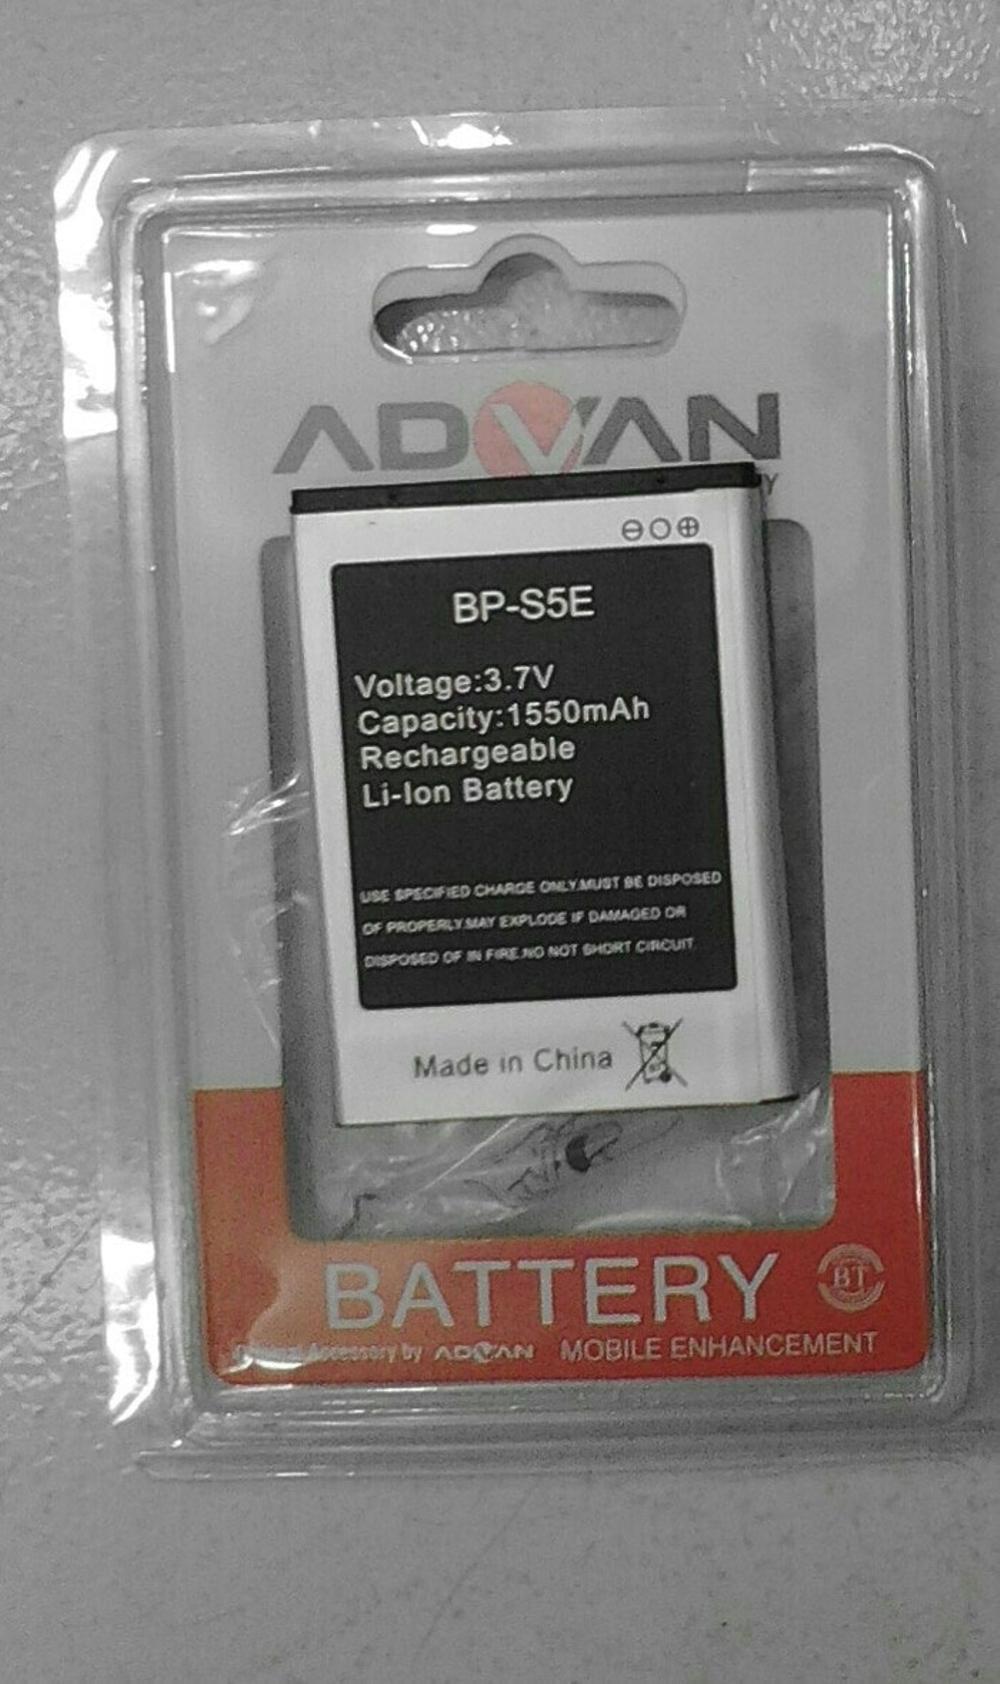 ADVAN
Y
BP-S5E
Voltage:3.7V
Capacity:1550mAh
Rechargeable
Li-Ion Battery
USE SPECIFIED CHARGE ONLY.MUST BE DISPOSED
OF PROPERLY.MAY EXPLODE IF DAMAGED OR
DISPOSED OF IN FIRE.NO NOT SHORT CIRCUIT
Made in China
BATTERY
BT
Original Accessory by ADVAN MOBILE ENHANCEMENT